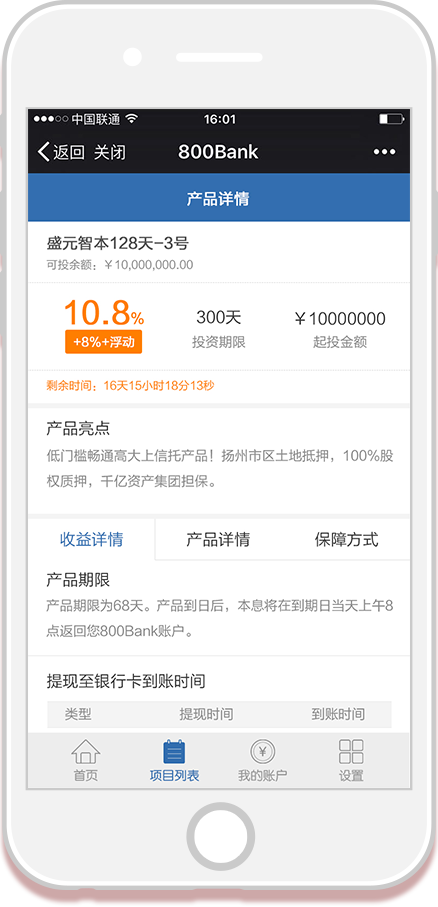 中国联通 16:01
返回 关闭 800Bank
产品详情
盛元智本128天-3号
可投余额：￥10,000,000.00
10.8% 300天 ￥10000000
+8%+浮动 投资期限 起投金额
剩余时间：16天15小时18分13秒
产品亮点
低门槛畅通高大上信托产品！扬州市区土地抵押，100%股
权质押，千亿资产集团担保。
收益详情 产品详情 保障方式
产品期限
产品期限为68天。产品到日后，本息将在到期日当天上午8
点返回您800Bank账户。
提现至银行卡到账时间
类型 提现时间 到账时间
￥
首页 项目列表 我的账户 设置